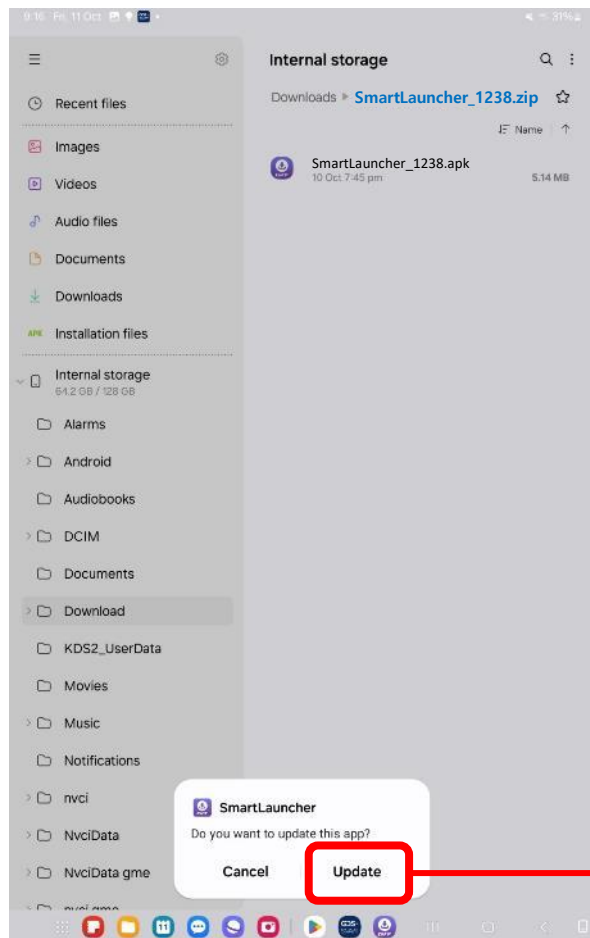 9:16 Fri, 11 Oct
31%
Internal storage
Downloads ▸ SmartLauncher_1238.zip
Name
SmartLauncher_1238.apk
10 Oct 7:45 pm
5.14 MB
Recent files
Images
Videos
Audio files
Documents
Downloads
APK Installation files
Internal storage
64.2 GB / 128 GB
Alarms
Android
Audiobooks
DCIM
Documents
Download
KDS2_UserData
Movies
Music
Notifications
nvci
NvciData
NvciData gme
SmartLauncher
Do you want to update this app?
Cancel
Update
11